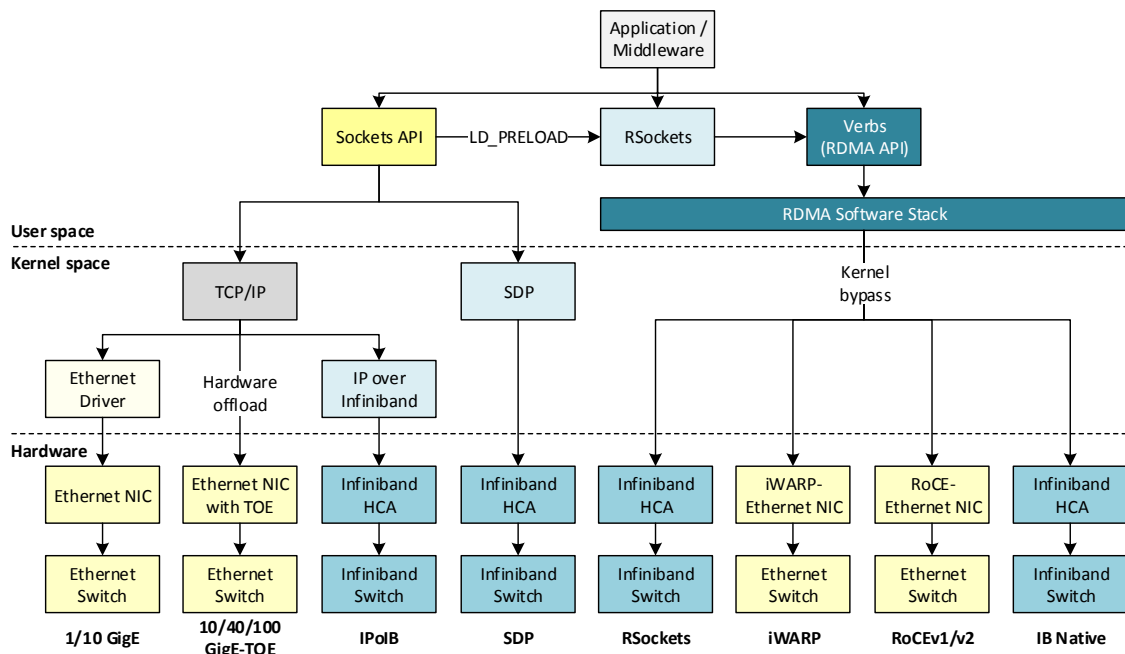 Application /
Middleware
Sockets API
LD_PRELOAD
RSockets
Verbs
(RDMA API)
RDMA Software Stack
User space
Kernel space
TCP/IP
SDP
Kernel
bypass
Ethernet
Driver
Hardware
offload
IP over
Infiniband
Hardware
Ethernet NIC
Ethernet NIC
with TOE
Infiniband
HCA
Infiniband
HCA
Infiniband
HCA
iWARP-
Ethernet NIC
RoCE-
Ethernet NIC
Infiniband
HCA
Ethernet
Switch
Ethernet
Switch
Infiniband
Switch
Infiniband
Switch
Infiniband
Switch
Ethernet
Switch
Ethernet
Switch
Infiniband
Switch
1/10 GigE
10/40/100
GigE-TOE
IPoIB
SDP
RSockets
iWARP
RoCEv1/v2
IB Native